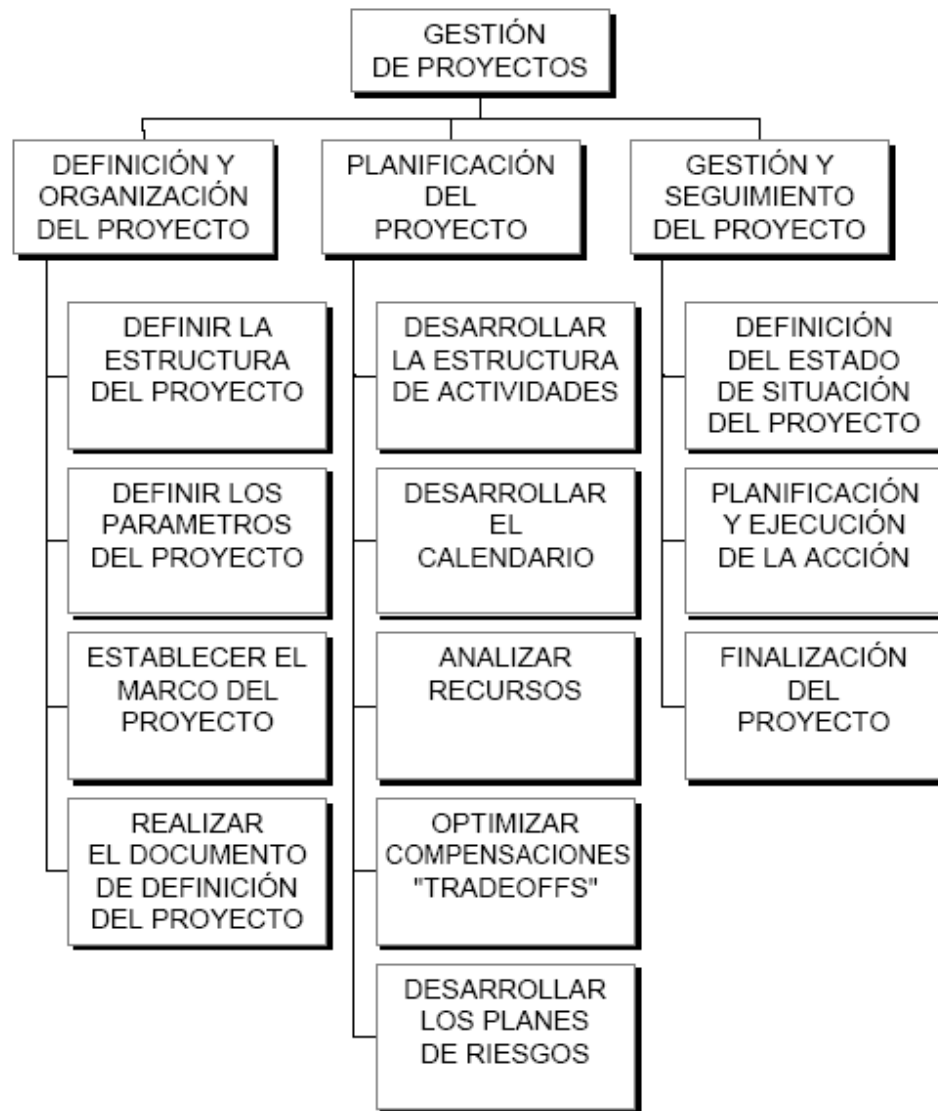 GESTIÓN
DE PROYECTOS
DEFINICIÓN Y
ORGANIZACIÓN
DEL PROYECTO
DEFINIR LA
ESTRUCTURA
DEL PROYECTO
DEFINIR LOS
PARAMETROS
DEL PROYECTO
ESTABLECER EL
MARCO DEL
PROYECTO
REALIZAR
EL DOCUMENTO
DE DEFINICIÓN
DEL PROYECTO
PLANIFICACIÓN
DEL
PROYECTO
DESARROLLAR
LA ESTRUCTURA
DE ACTIVIDADES
DESARROLLAR
EL
CALENDARIO
ANALIZAR
RECURSOS
OPTIMIZAR
COMPENSACIONES
"TRADEOFFS"
DESARROLLAR
LOS PLANES
DE RIESGOS
GESTIÓN Y
SEGUIMIENTO
DEL PROYECTO
DEFINICIÓN
DEL ESTADO
DE SITUACIÓN
DEL PROYECTO
PLANIFICACIÓN
Y EJECUCIÓN
DE LA ACCIÓN
FINALIZACIÓN
DEL
PROYECTO